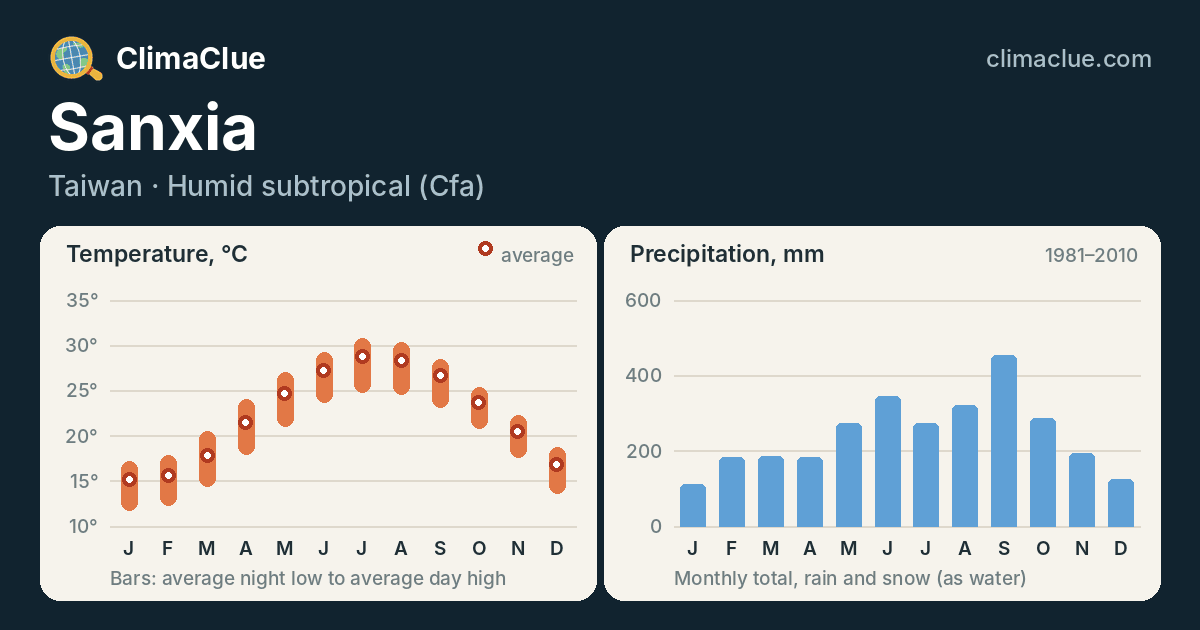 ClimaClue
climaclue.com
Sanxia
Taiwan · Humid subtropical (Cfa)
Temperature, °C
average
35°
30°
25°
20°
15°
10°
J F M A M J J A S O N D
Bars: average night low to average day high
Precipitation, mm
1981–2010
600
400
200
0
J F M A M J J A S O N D
Monthly total, rain and snow (as water)